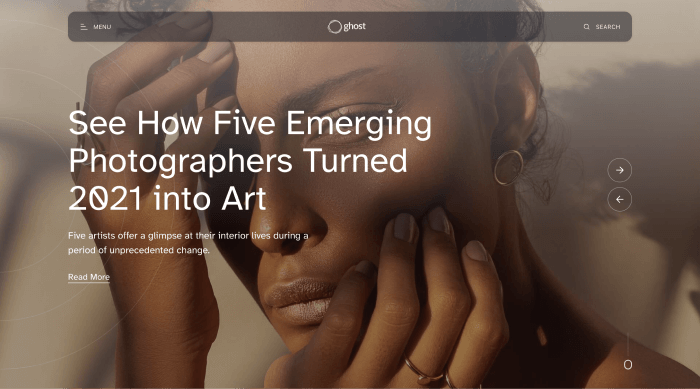 MENU
ghost
SEARCH
See How Five Emerging
Photographers Turned
2021 into Art
Five artists offer a glimpse at their interior lives during a
period of unprecedented change.
Read More